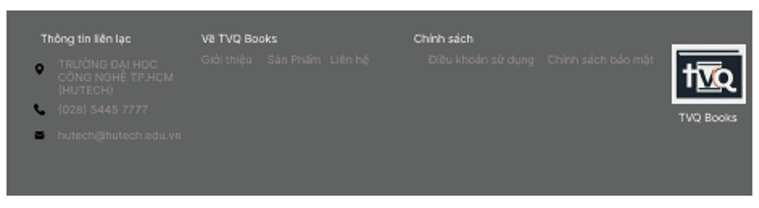 Thông tin liên lạc
TRƯỜNG ĐẠI HỌC
CÔNG NGHỆ TP.HCM
(HUTECH)
(028) 5445 7777
hutech@hutech.edu.vn
Về TVQ Books
Giới thiệu Sản Phẩm Liên hệ
Chính sách
Điều khoản sử dụng Chính sách bảo mật
tVQ
TVQ Books